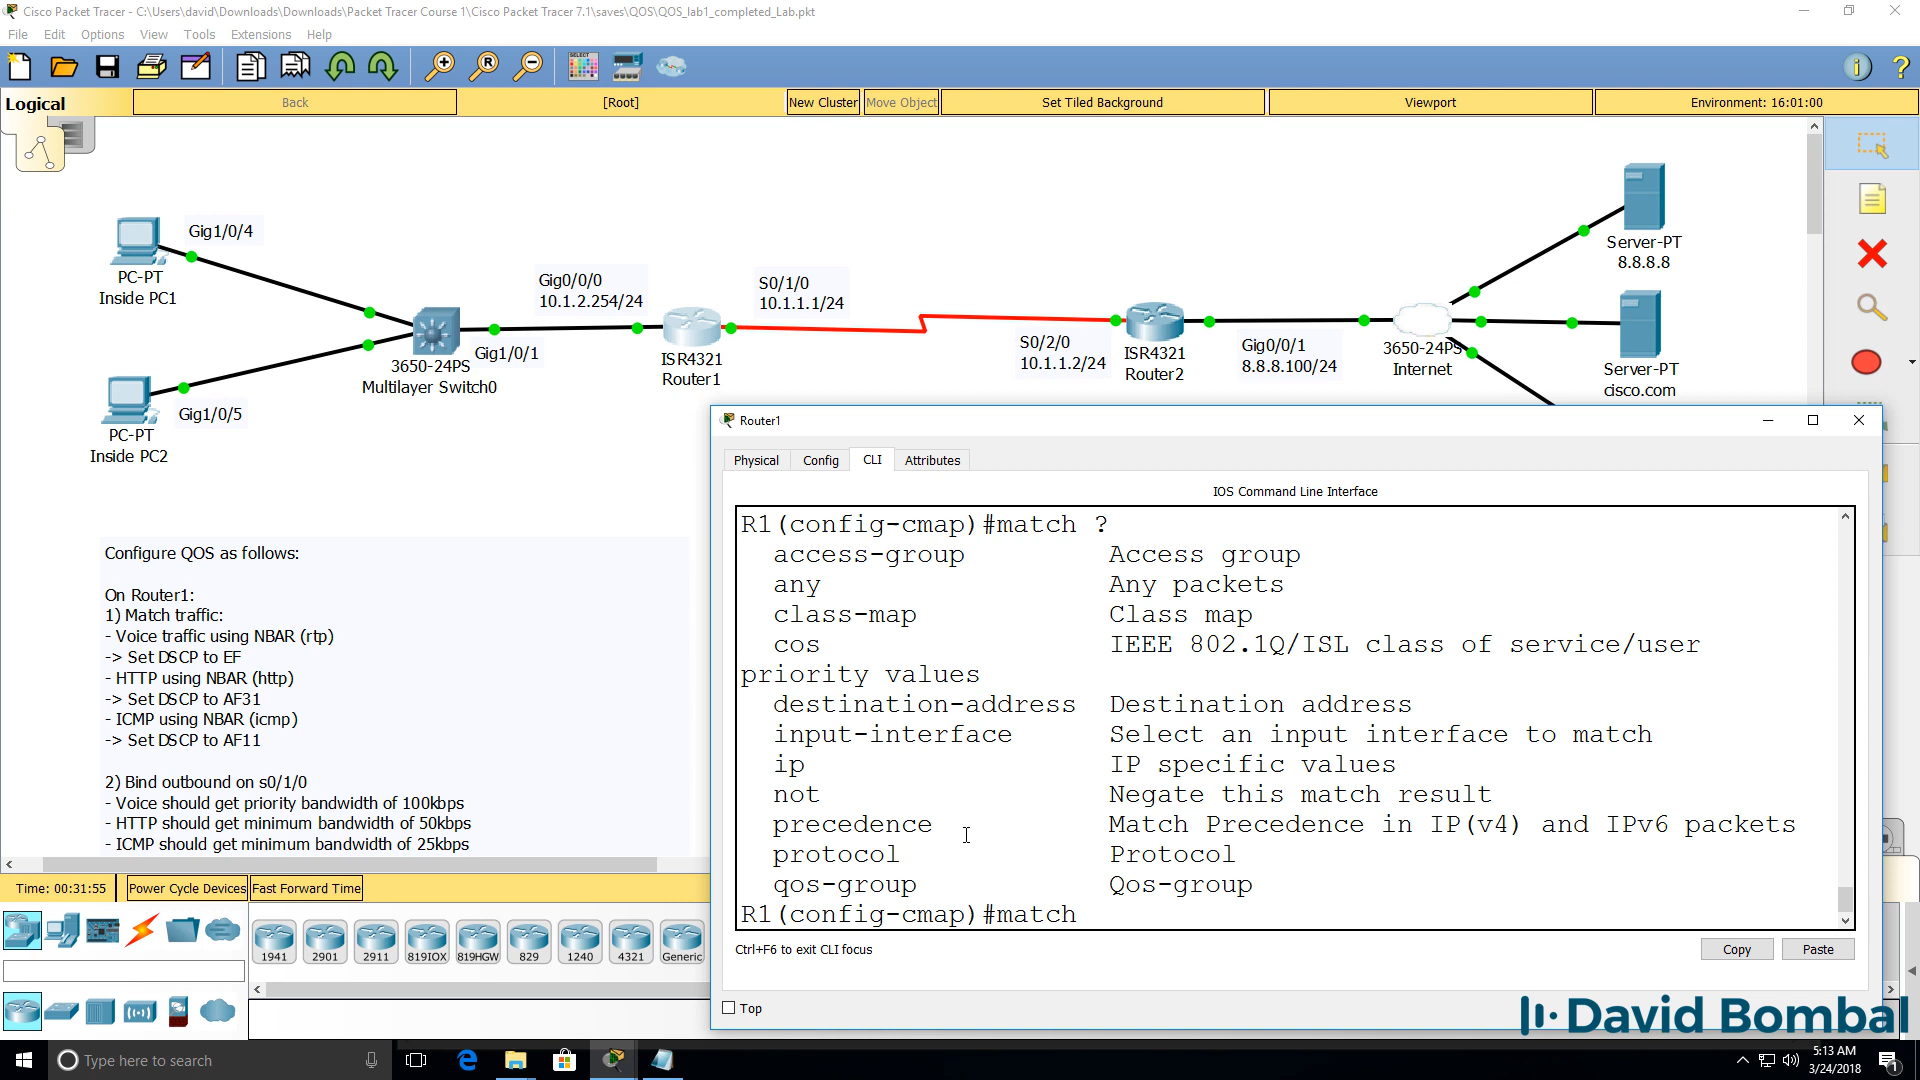 Cisco Packet Tracer - C:\Users\david\Downloads\Downloads\Packet Tracer Course 1\Cisco Packet Tracer 7.1\saves\QOS\QOS_lab1_completed_Lab.pkt
File Edit Options View Tools Extensions Help
Logical Back [Root] New Cluster Move Object Set Tiled Background Viewport Environment: 16:01:00
Gig1/0/4
PC-PT
Inside PC1
Gig0/0/0
10.1.2.254/24
S0/1/0
10.1.1.1/24
Server-PT
8.8.8.8
3650-24PS
Multilayer Switch0
Gig1/0/1
ISR4321
Router1
S0/2/0
10.1.1.2/24
ISR4321
Router2
Gig0/0/1
8.8.8.100/24
3650-24PS
Internet
Server-PT
cisco.com
Gig1/0/5
PC-PT
Inside PC2
Configure QOS as follows:
On Router1:
1) Match traffic:
- Voice traffic using NBAR (rtp)
-> Set DSCP to EF
- HTTP using NBAR (http)
-> Set DSCP to AF31
- ICMP using NBAR (icmp)
-> Set DSCP to AF11
2) Bind outbound on s0/1/0
- Voice should get priority bandwidth of 100kbps
- HTTP should get minimum bandwidth of 50kbps
- ICMP should get minimum bandwidth of 25kbps
Router1
Physical Config CLI Attributes
IOS Command Line Interface
R1(config-cmap)#match ?
access-group Access group
any Any packets
class-map Class map
cos IEEE 802.1Q/ISL class of service/user
priority values
destination-address Destination address
input-interface Select an input interface to match
ip IP specific values
not Negate this match result
precedence Match Precedence in IP(v4) and IPv6 packets
protocol Protocol
qos-group Qos-group
R1(config-cmap)#match
Ctrl+F6 to exit CLI focus
Copy Paste
Top
Time: 00:31:55 Power Cycle Devices Fast Forward Time
1941 2901 2911 819IOX 819HGW 829 1240 4321 Generic
David Bombal
Type here to search
5:13 AM
3/24/2018
1